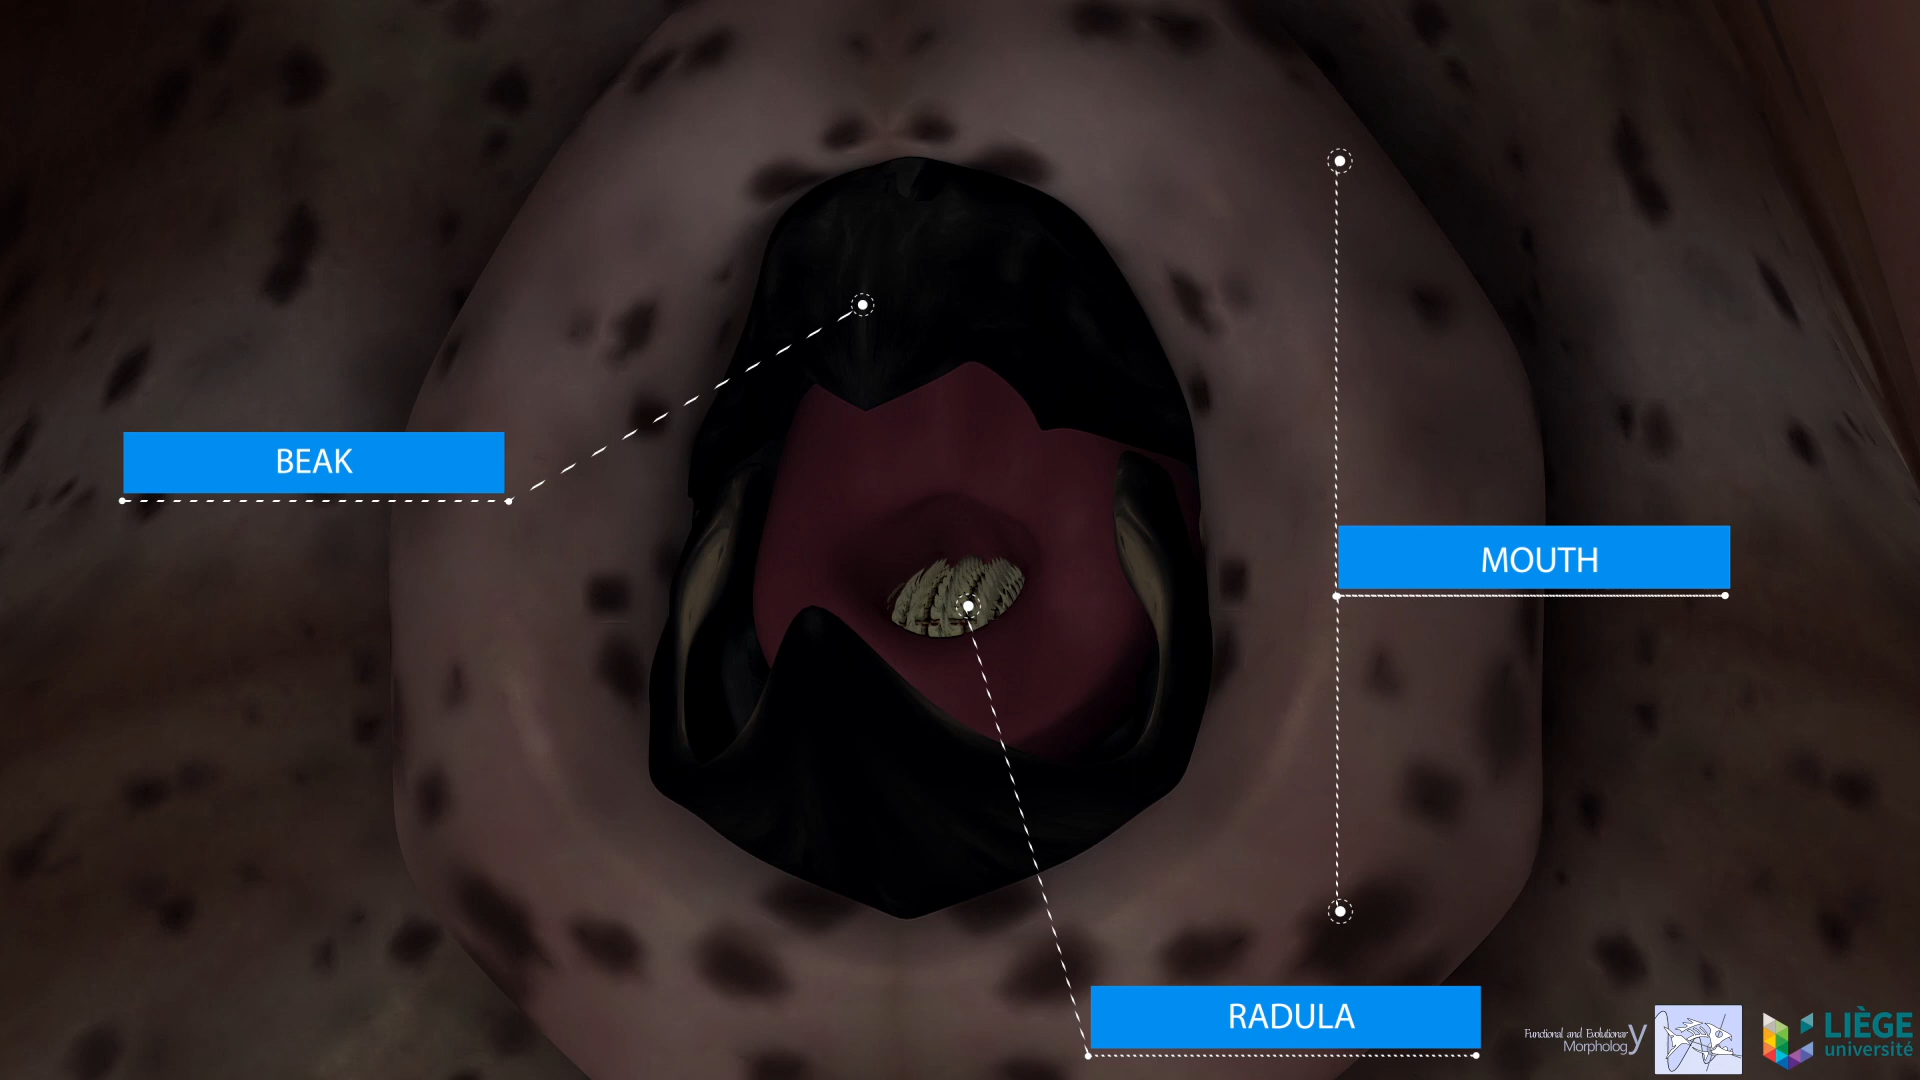 BEAK
MOUTH
RADULA
Functional and Evolutionary
Morphology
LIÈGE
université